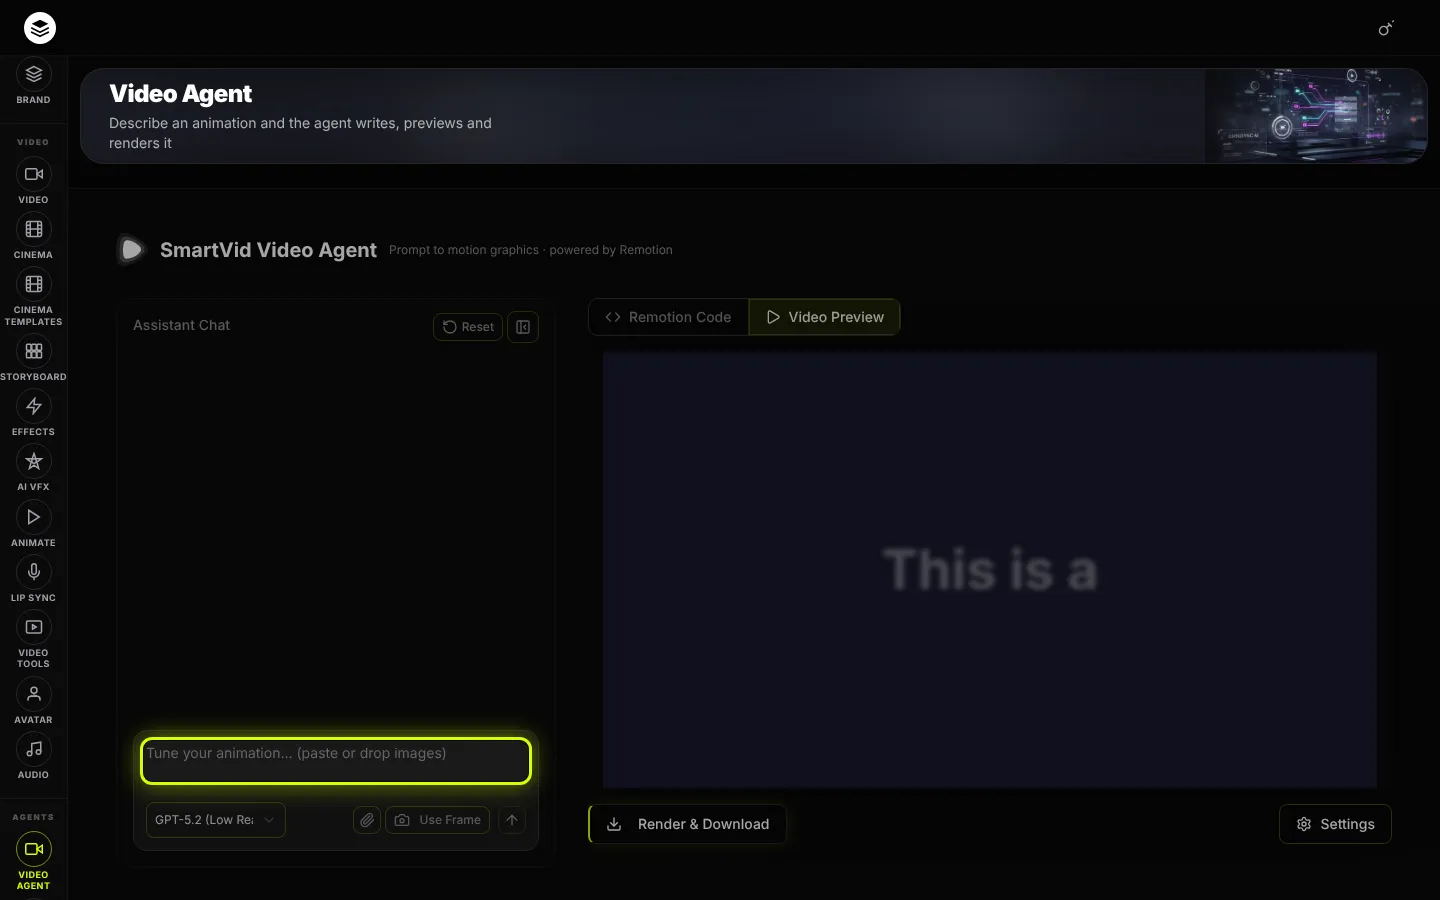 BRAND
VIDEO
VIDEO
CINEMA
CINEMA
TEMPLATES
STORYBOARD
EFFECTS
AI VFX
ANIMATE
LIP SYNC
VIDEO
TOOLS
AVATAR
AUDIO
AGENTS
VIDEO
AGENT
Video Agent
Describe an animation and the agent writes, previews and
renders it
SmartVid Video Agent
Prompt to motion graphics · powered by Remotion
Assistant Chat
Reset
Tune your animation... (paste or drop images)
GPT-5.2 (Low Rea
Use Frame
Remotion Code
Video Preview
This is a
Render & Download
Settings